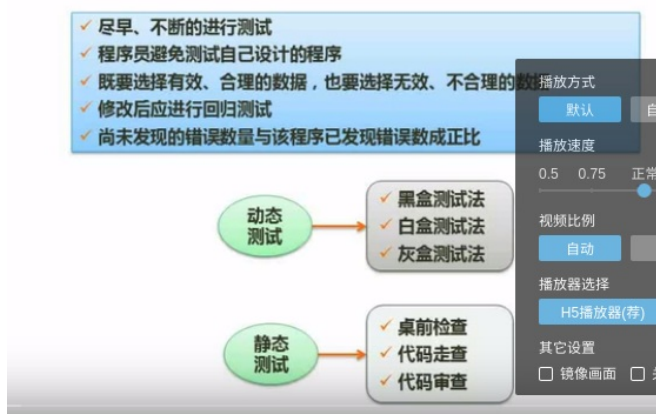 尽早、不断的进行测试
程序员避免测试自己设计的程序
既要选择有效、合理的数据，也要选择无效、不合理的数据
修改后应进行回归测试
尚未发现的错误数量与该程序已发现错误数成正比
动态
测试
黑盒测试法
白盒测试法
灰盒测试法
静态
测试
桌前检查
代码走查
代码审查
播放方式
默认 自
播放速度
0.5 0.75 正常
视频比例
自动
播放器选择
H5播放器(荐)
其它设置
镜像画面